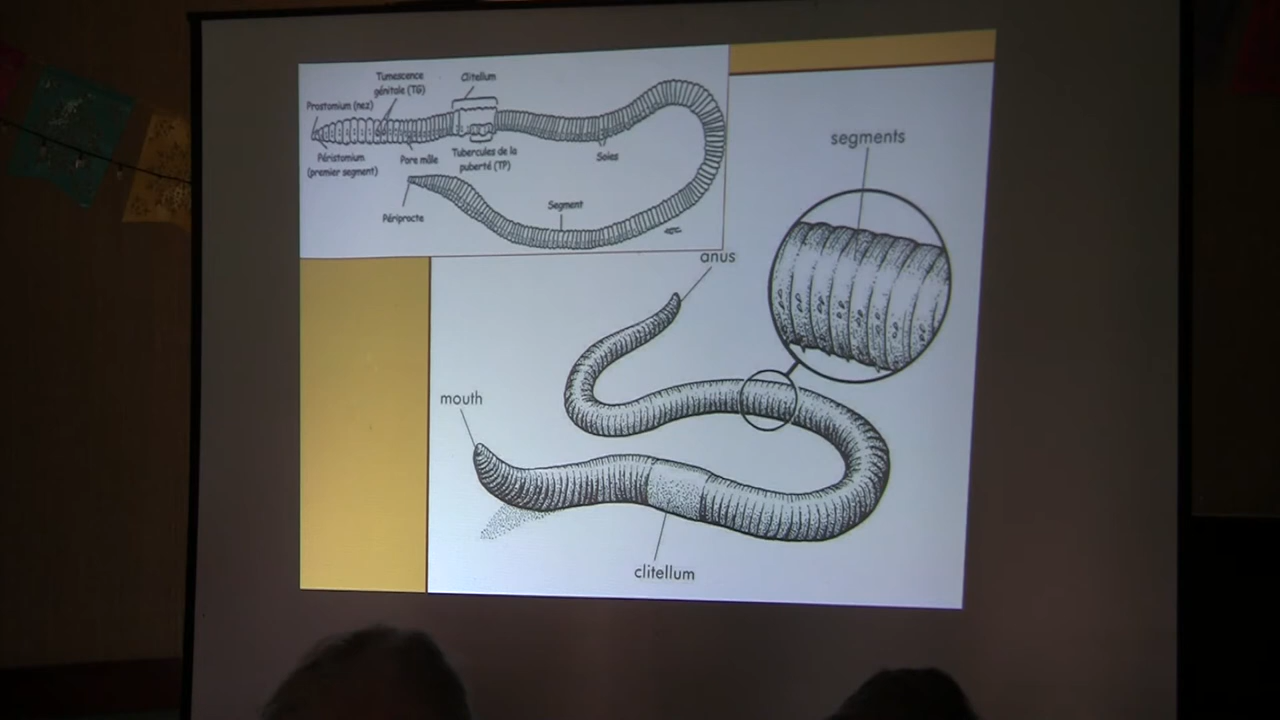 Tumescence
génitale (TG)
Clitellum
Prostomium (nez)
Péristomium
(premier segment)
Pore mâle
Tubercules de la
puberté (TP)
Soies
Périprocte
Segment
segments
anus
mouth
clitellum